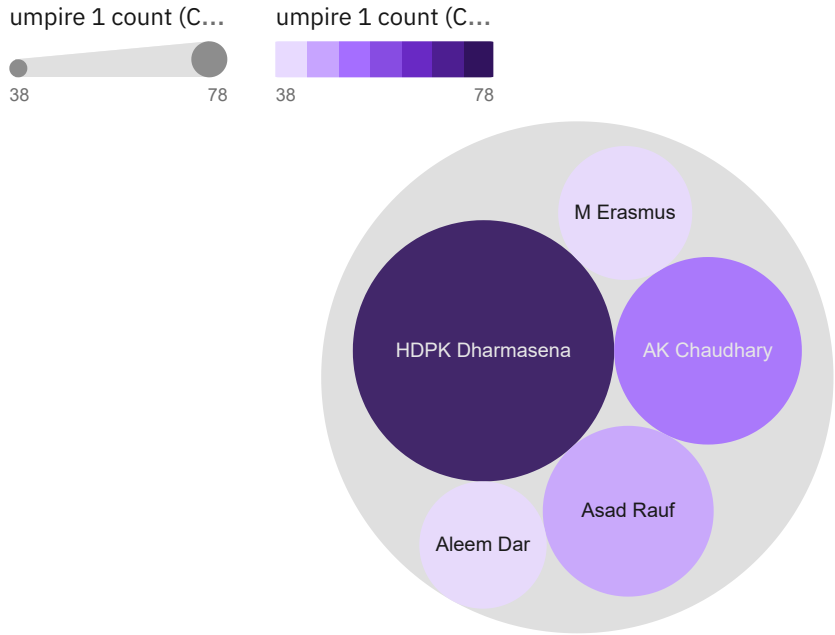 umpire 1 count (C...
umpire 1 count (C...
38
78
38
78
M Erasmus
HDPK Dharmasena
AK Chaudhary
Asad Rauf
Aleem Dar